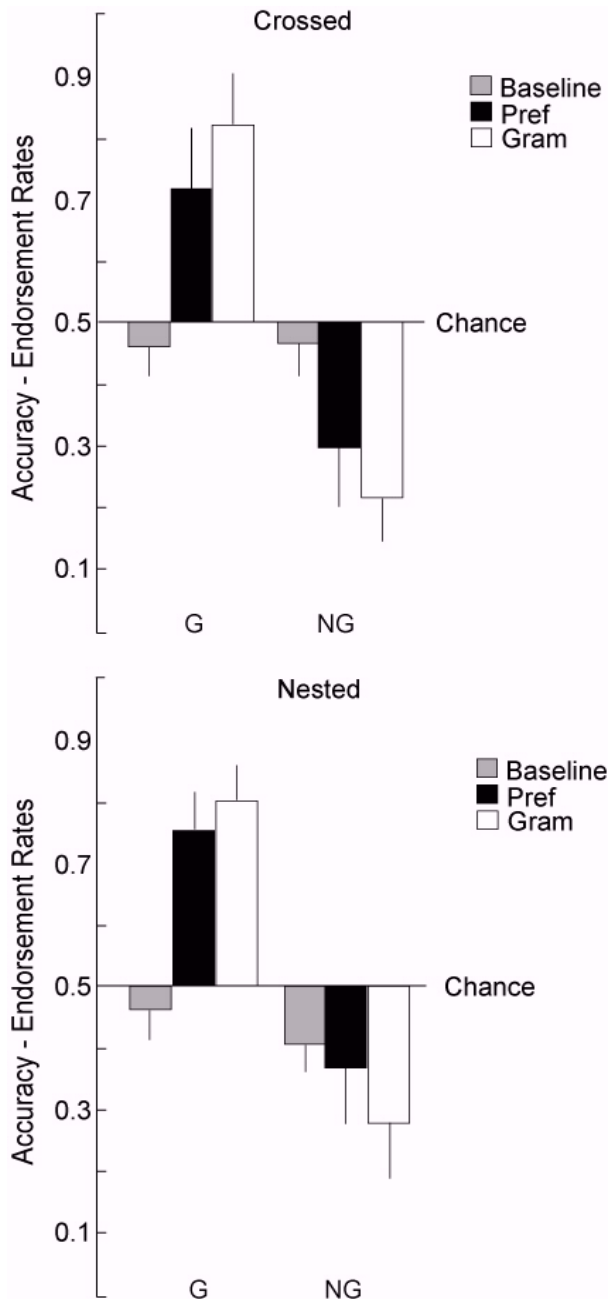 Crossed
Accuracy - Endorsement Rates
0.9
0.7
0.5
0.3
0.1
Baseline
Pref
Gram
Chance
G NG
Nested
Accuracy - Endorsement Rates
0.9
0.7
0.5
0.3
0.1
Baseline
Pref
Gram
Chance
G NG